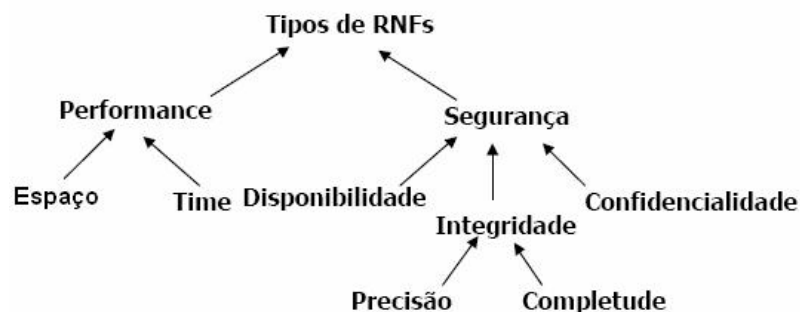 Tipos de RNFs
Performance
Segurança
Espaço
Time
Disponibilidade
Confidencialidade
Integridade
Precisão
Completude